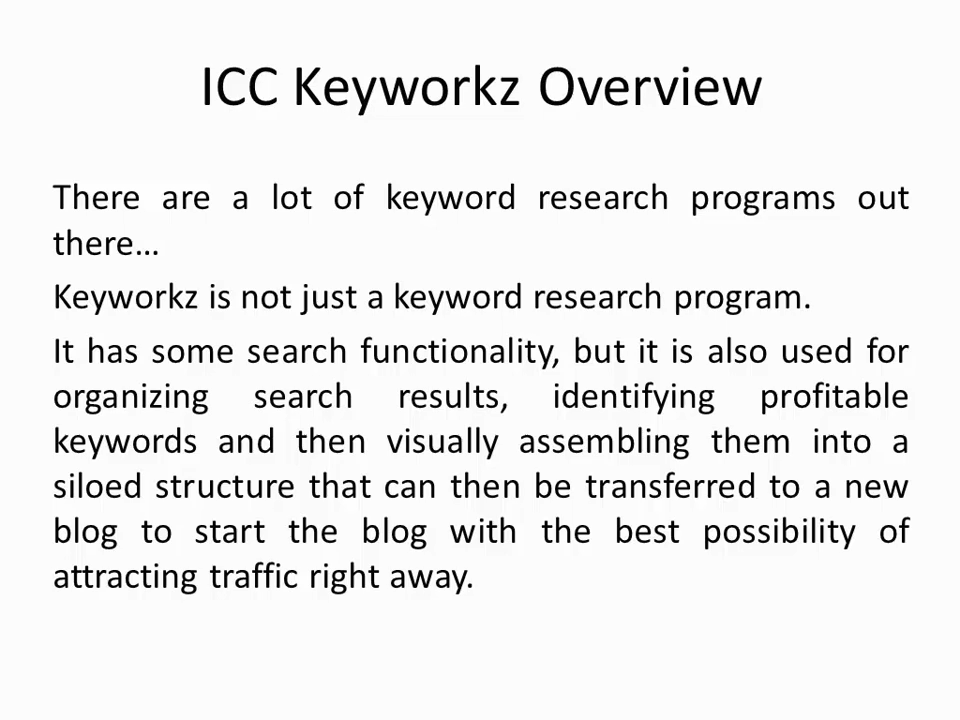 ICC Keyworkz Overview
There are a lot of keyword research programs out
there...
Keyworkz is not just a keyword research program.
It has some search functionality, but it is also used for
organizing search results, identifying profitable
keywords and then visually assembling them into a
siloed structure that can then be transferred to a new
blog to start the blog with the best possibility of
attracting traffic right away.